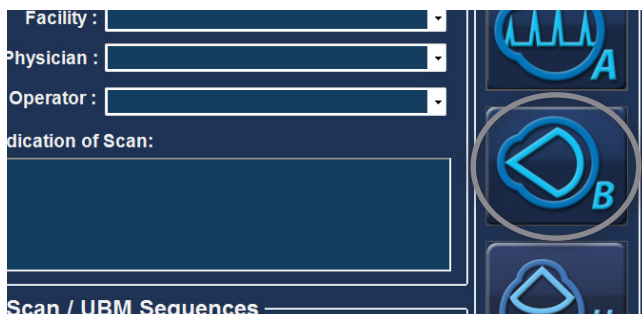 Facility :
Physician :
Operator :
dication of Scan:
Scan / UBM Sequences
A
B